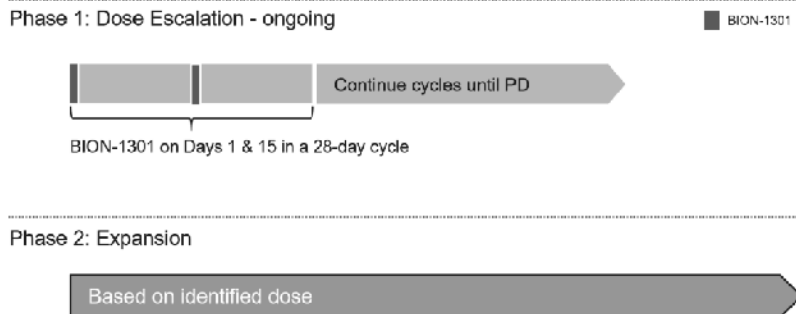 Phase 1: Dose Escalation - ongoing
BION-1301
Continue cycles until PD
BION-1301 on Days 1 & 15 in a 28-day cycle
Phase 2: Expansion
Based on identified dose